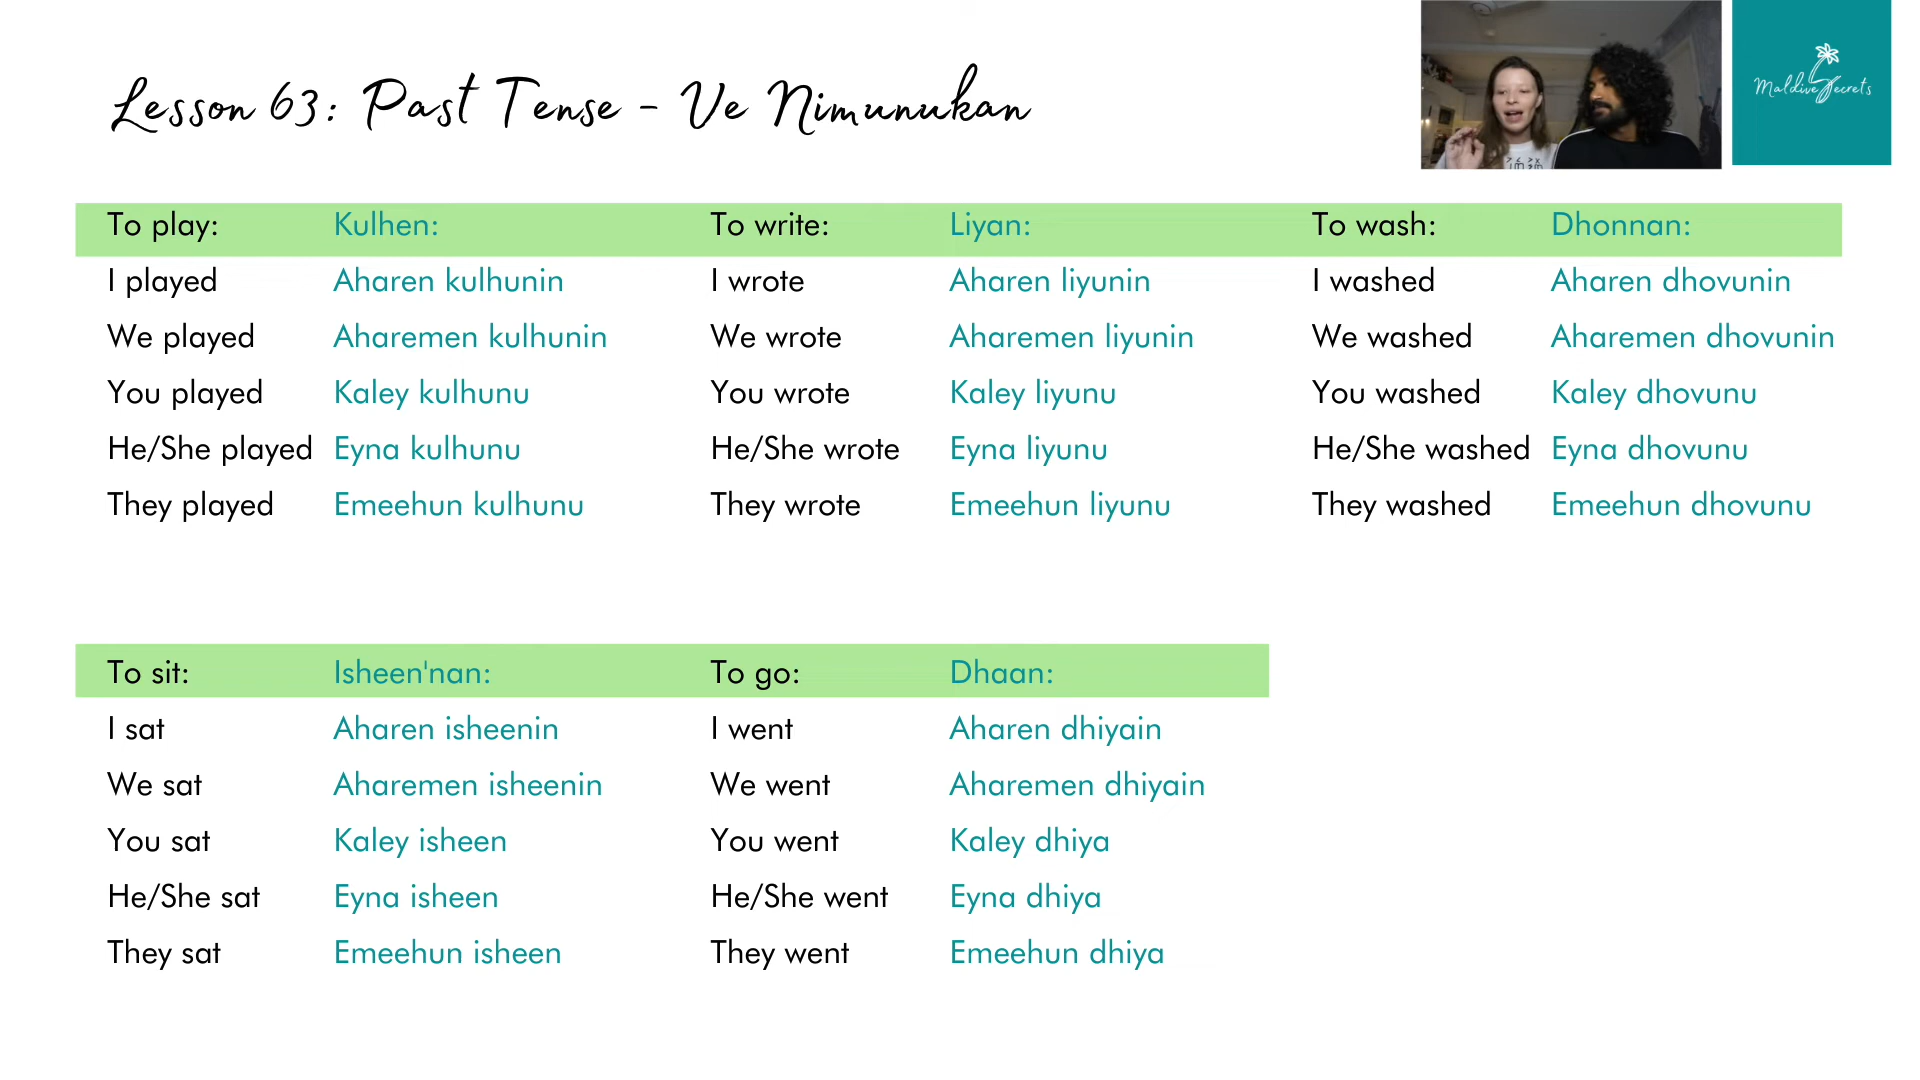 Lesson 63: Past Tense - Ve Nimunukan
Maldive Secrets
To play: Kulhen: To write: Liyan: To wash: Dhonnan:
I played Aharen kulhunin I wrote Aharen liyunin I washed Aharen dhovunin
We played Aharemen kulhunin We wrote Aharemen liyunin We washed Aharemen dhovunin
You played Kaley kulhunu You wrote Kaley liyunu You washed Kaley dhovunu
He/She played Eyna kulhunu He/She wrote Eyna liyunu He/She washed Eyna dhovunu
They played Emeehun kulhunu They wrote Emeehun liyunu They washed Emeehun dhovunu
To sit: Isheen'nan: To go: Dhaan:
I sat Aharen isheenin I went Aharen dhiyain
We sat Aharemen isheenin We went Aharemen dhiyain
You sat Kaley isheen You went Kaley dhiya
He/She sat Eyna isheen He/She went Eyna dhiya
They sat Emeehun isheen They went Emeehun dhiya